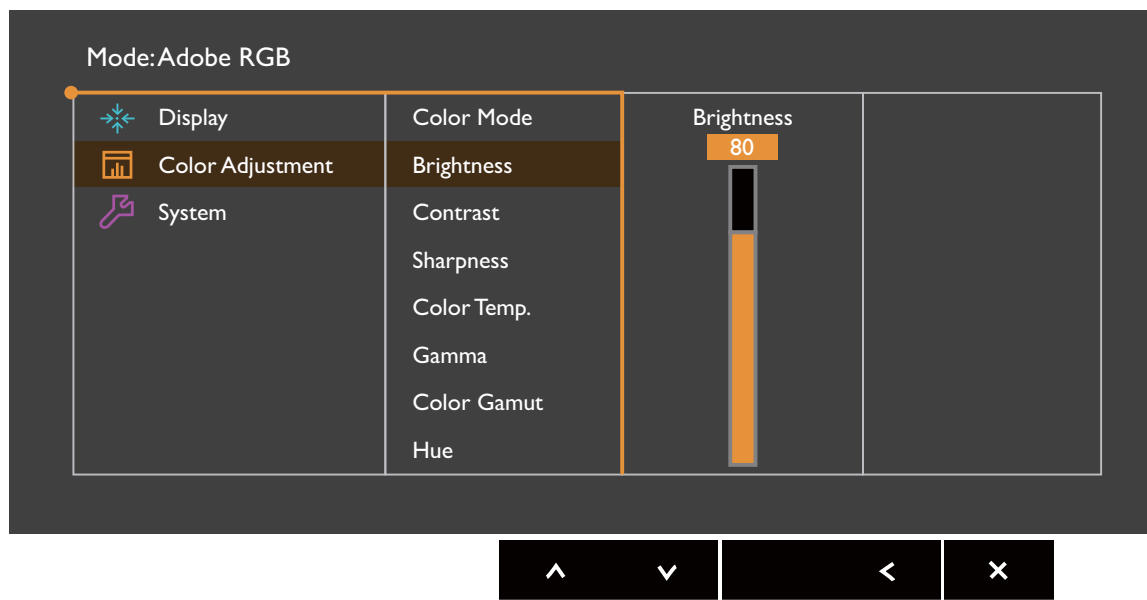 Mode: Adobe RGB
Display
Color Adjustment
System
Color Mode
Brightness
Contrast
Sharpness
Color Temp.
Gamma
Color Gamut
Hue
Brightness
80